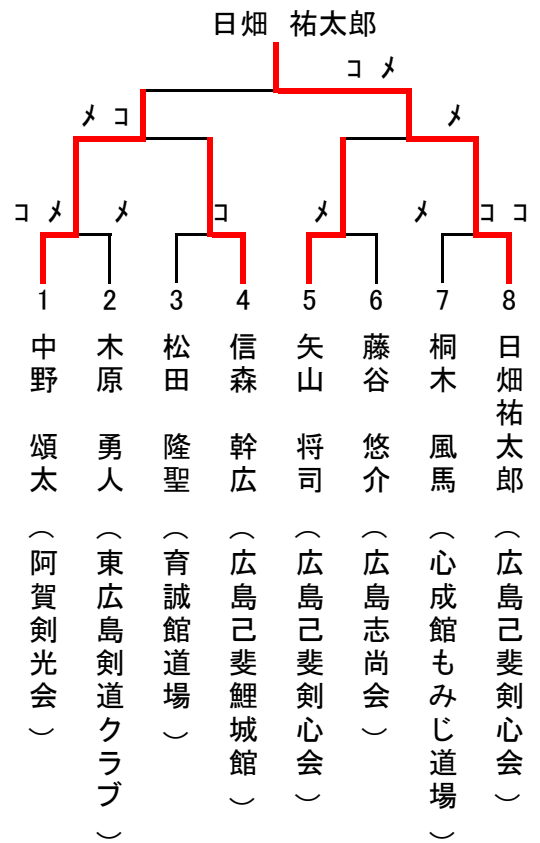 日畑 祐太郎
コ メ
メ コ
メ
コ メ
メ
コ
メ
メ
コ コ
1 2 3 4 5 6 7 8
中野 頌太 （阿賀剣光会）
木原 勇人 （東広島剣道クラブ）
松田 隆聖 （育誠館道場）
信森 幹広 （広島己斐鯉城館）
矢山 将司 （広島己斐剣心会）
藤谷 悠介 （広島志尚会）
桐木 風馬 （心成館もみじ道場）
日畑祐太郎 （広島己斐剣心会）